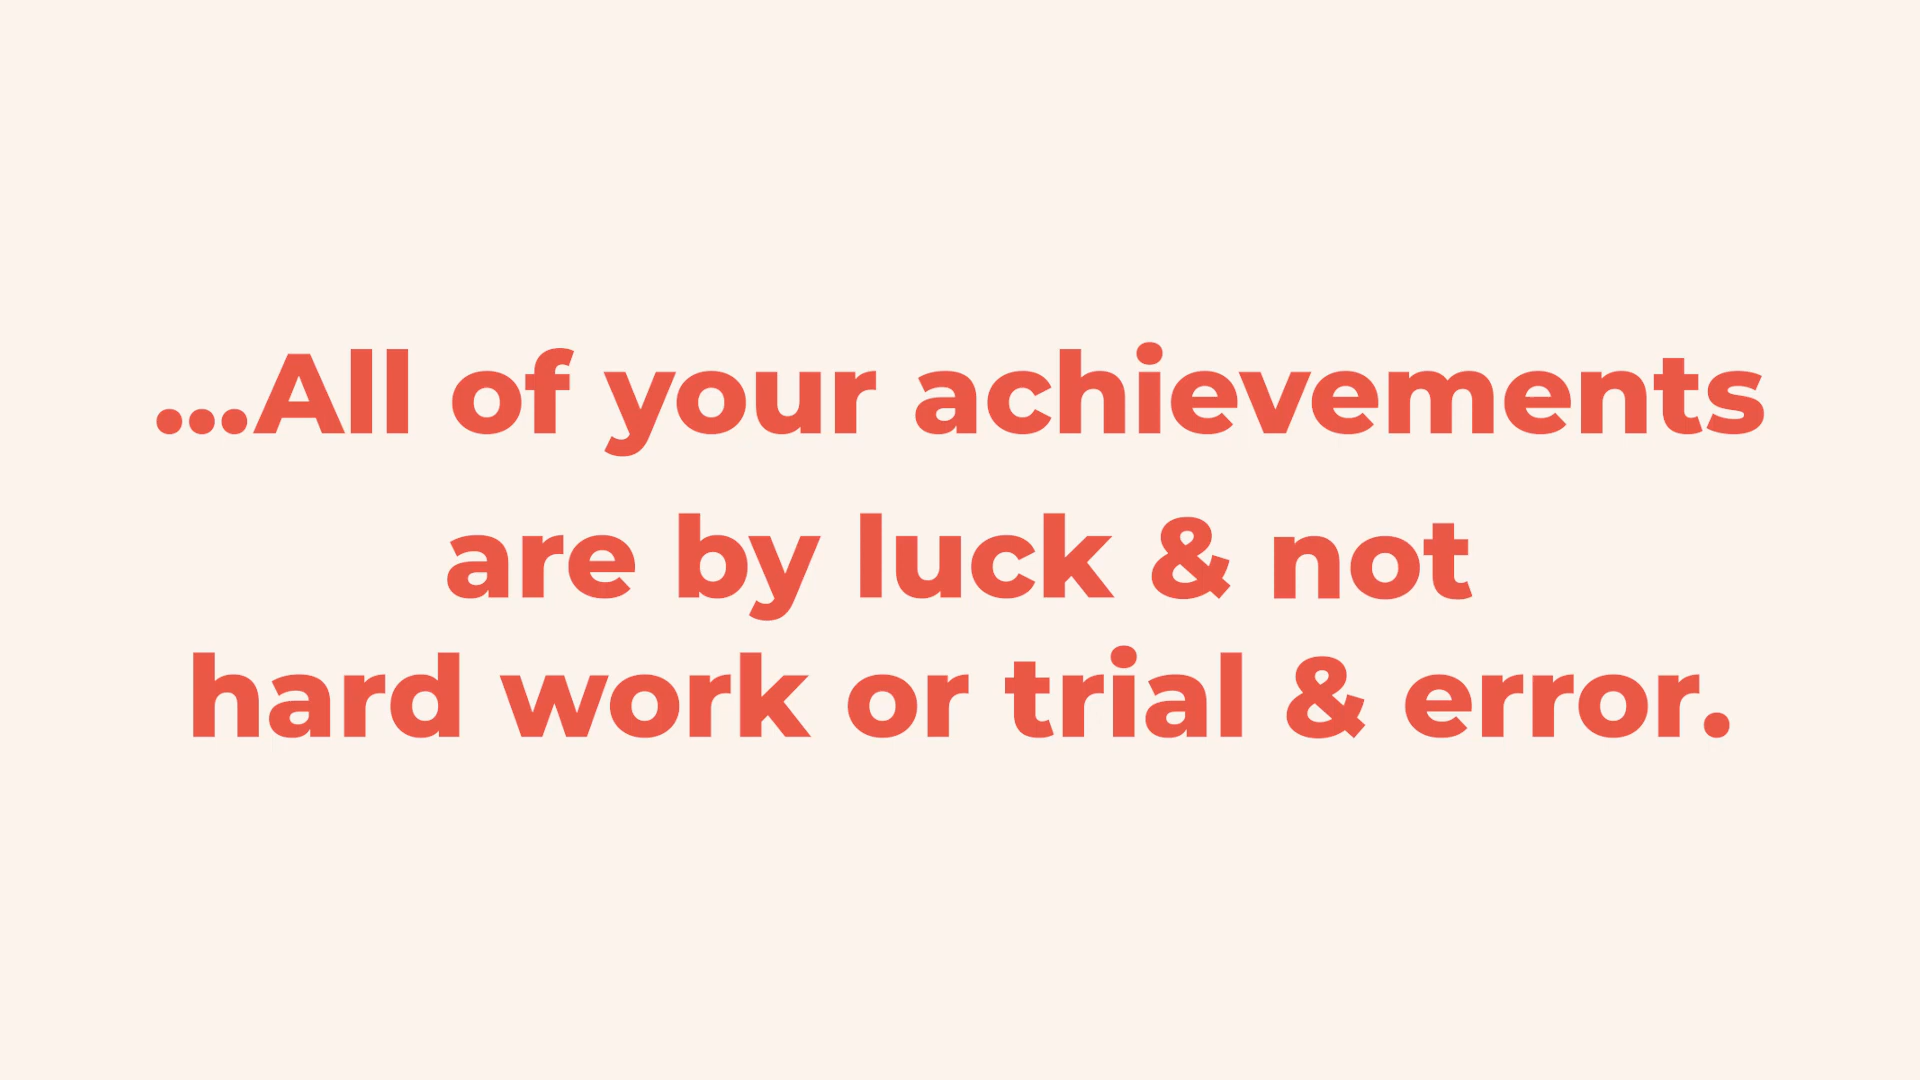 ...All of your achievements
are by luck & not
hard work or trial & error.